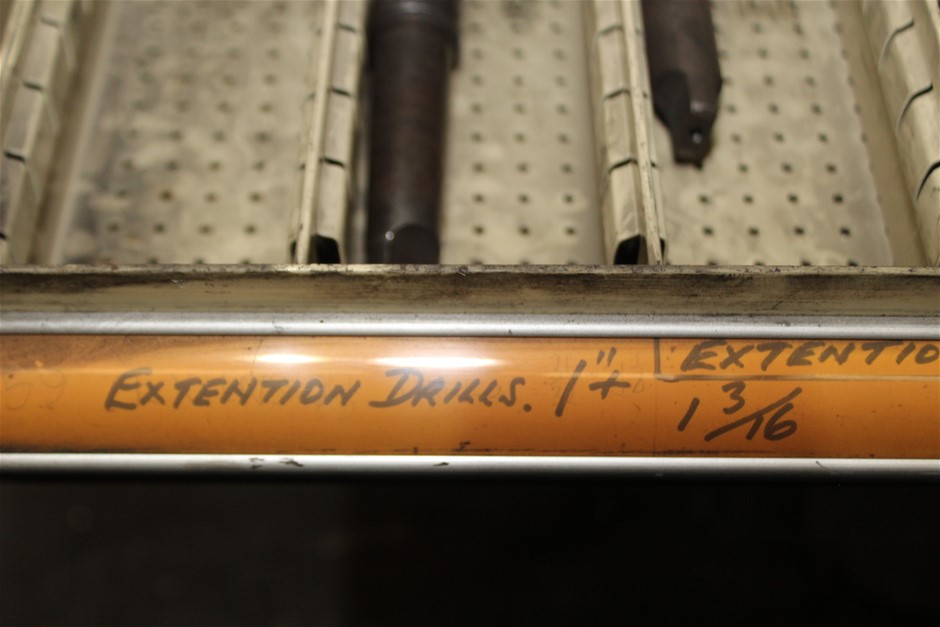 EXTENTION DRILLS. 1"+
EXTENTIO
1 3/16